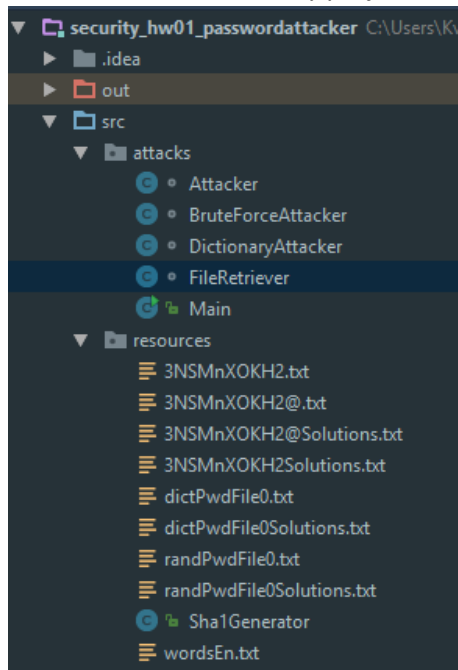 security_hw01_passwordattacker C:\Users\Kv
.idea
out
src
attacks
Attacker
BruteForceAttacker
DictionaryAttacker
FileRetriever
Main
resources
3NSMnXOKH2.txt
3NSMnXOKH2@.txt
3NSMnXOKH2@Solutions.txt
3NSMnXOKH2Solutions.txt
dictPwdFile0.txt
dictPwdFile0Solutions.txt
randPwdFile0.txt
randPwdFile0Solutions.txt
Sha1Generator
wordsEn.txt